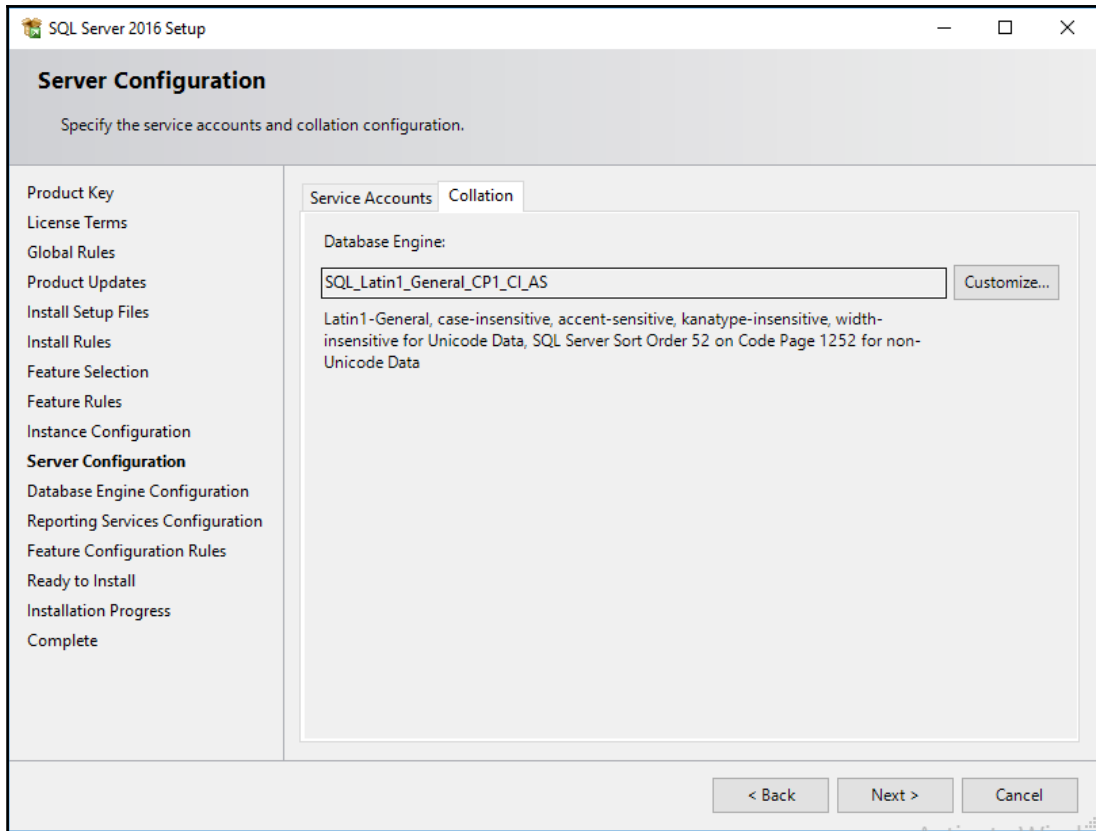 SQL Server 2016 Setup
Server Configuration
Specify the service accounts and collation configuration.
Product Key
License Terms
Global Rules
Product Updates
Install Setup Files
Install Rules
Feature Selection
Feature Rules
Instance Configuration
Server Configuration
Database Engine Configuration
Reporting Services Configuration
Feature Configuration Rules
Ready to Install
Installation Progress
Complete
Service Accounts Collation
Database Engine:
SQL_Latin1_General_CP1_CI_AS Customize...
Latin1-General, case-insensitive, accent-sensitive, kanatype-insensitive, width-
insensitive for Unicode Data, SQL Server Sort Order 52 on Code Page 1252 for non-
Unicode Data
< Back Next > Cancel